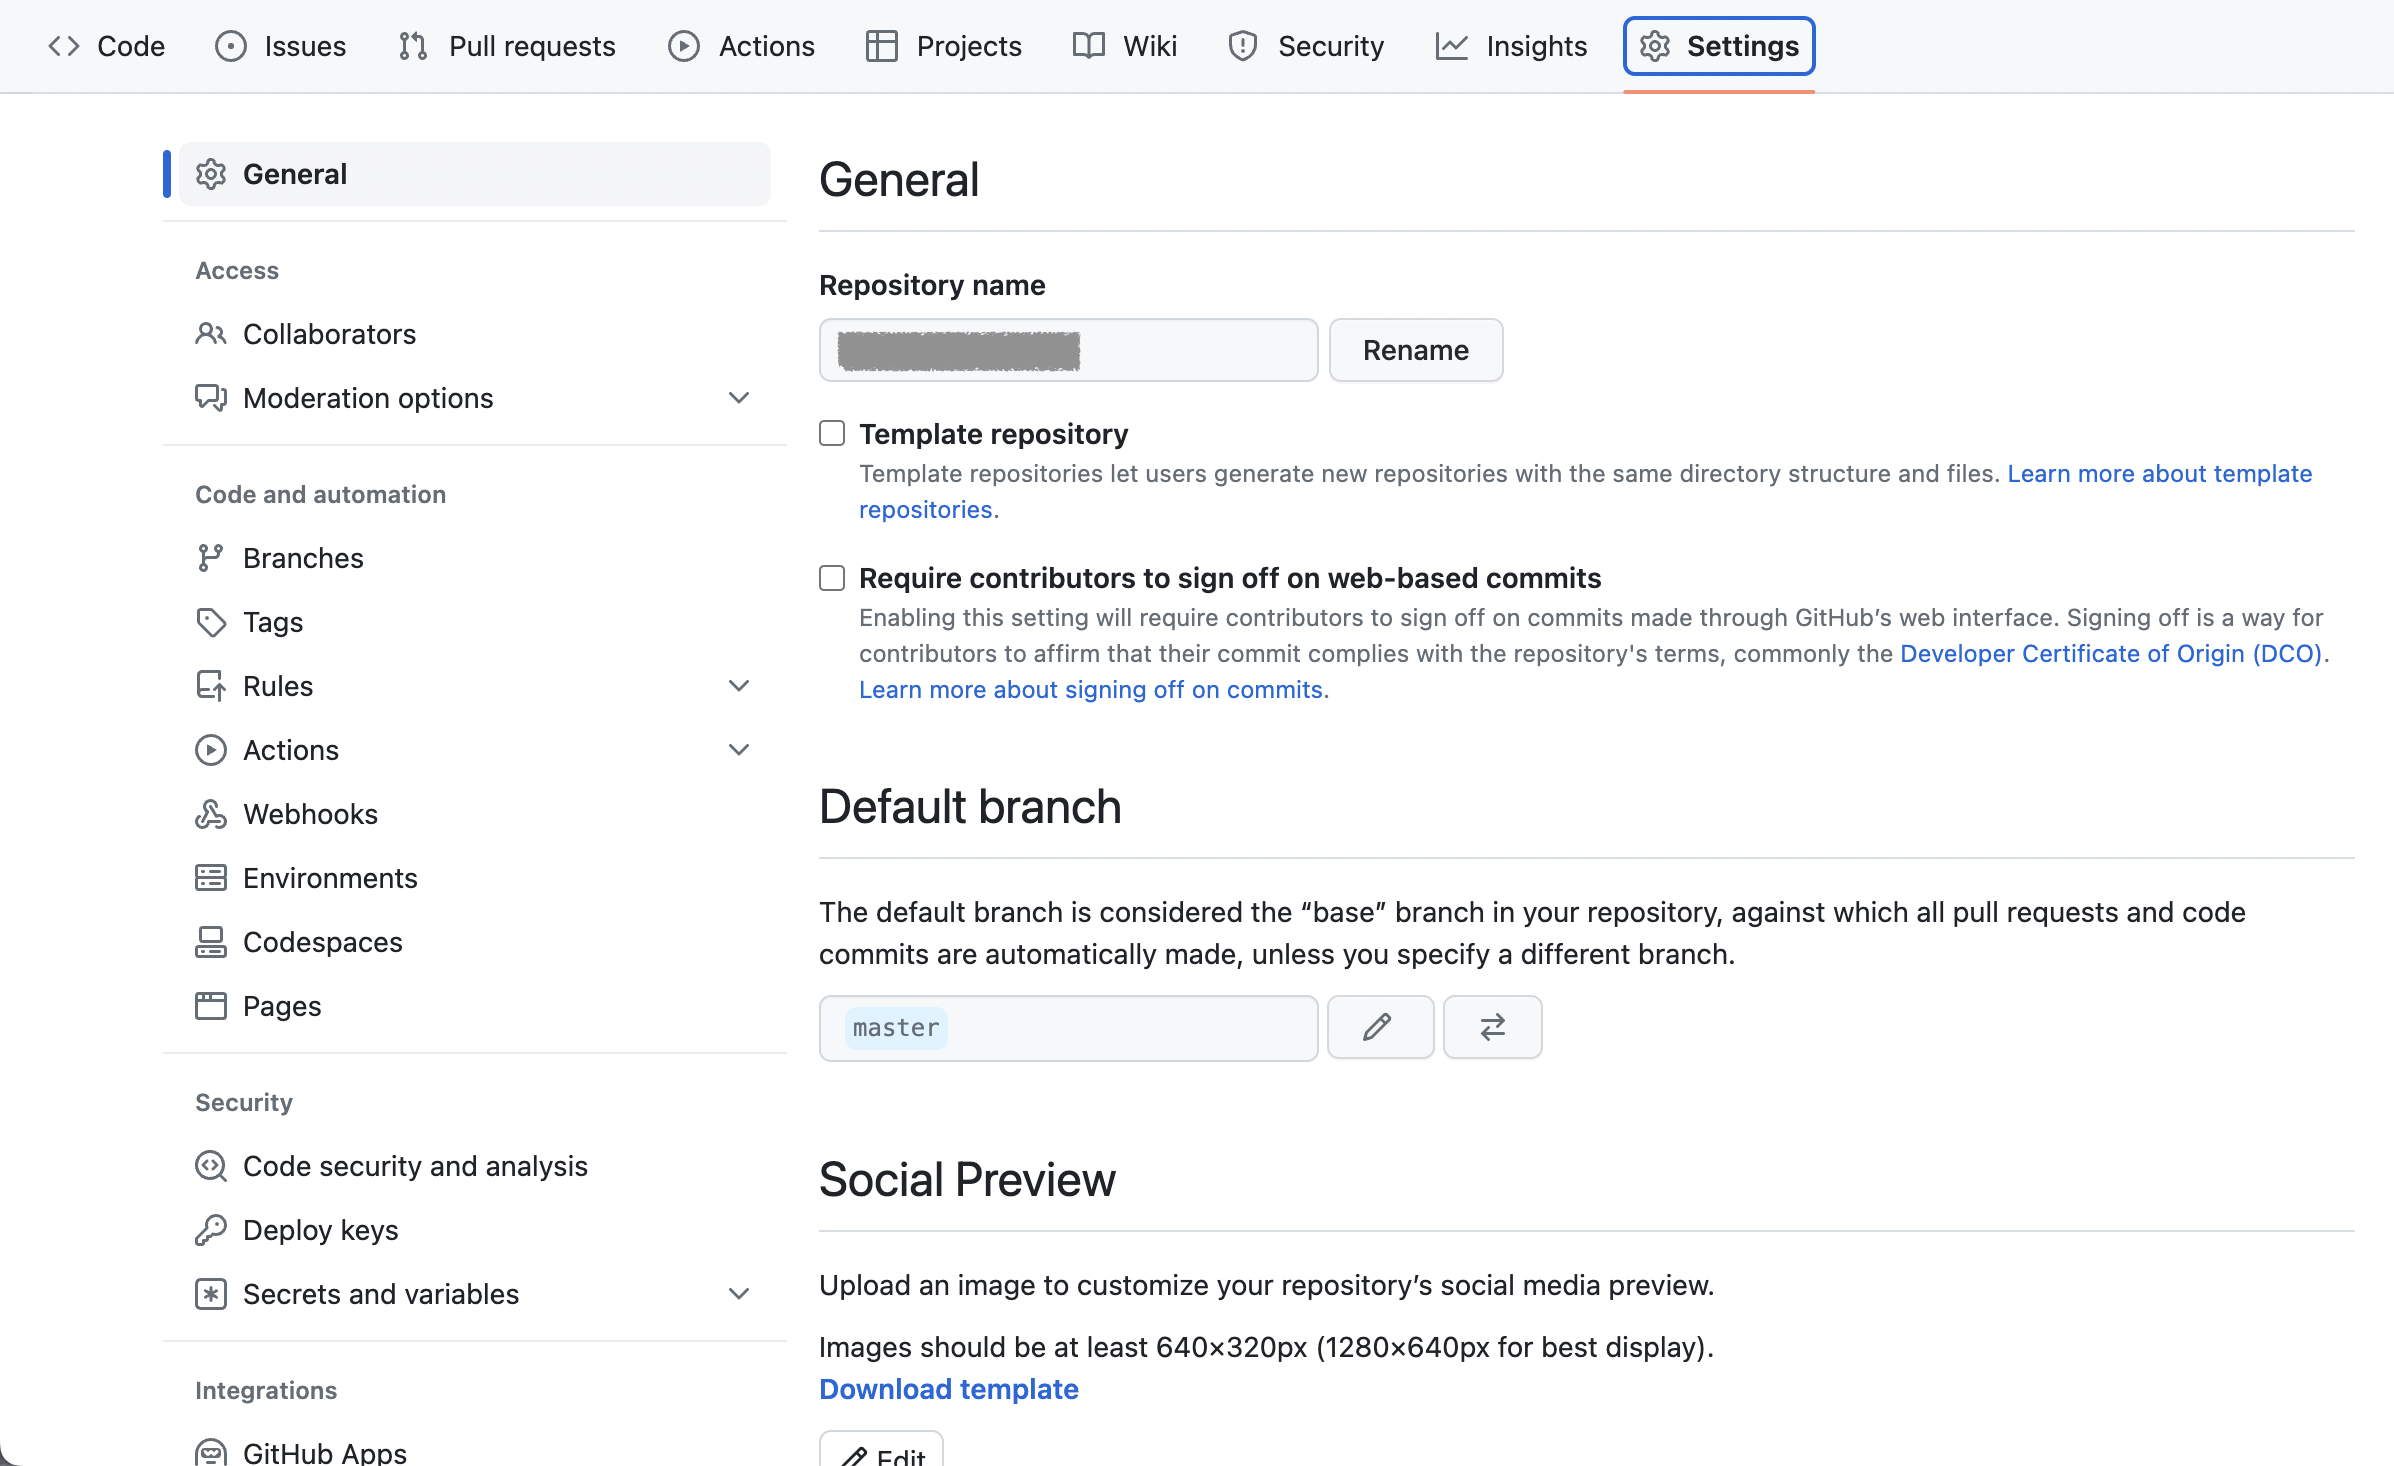 Code Issues Pull requests Actions Projects Wiki Security Insights Settings
General
Access
Collaborators
Moderation options
Code and automation
Branches
Tags
Rules
Actions
Webhooks
Environments
Codespaces
Pages
Security
Code security and analysis
Deploy keys
Secrets and variables
Integrations
GitHub Apps
General
Repository name
Rename
Template repository
Template repositories let users generate new repositories with the same directory structure and files. Learn more about template
repositories.
Require contributors to sign off on web-based commits
Enabling this setting will require contributors to sign off on commits made through GitHub’s web interface. Signing off is a way for
contributors to affirm that their commit complies with the repository's terms, commonly the Developer Certificate of Origin (DCO).
Learn more about signing off on commits.
Default branch
The default branch is considered the “base” branch in your repository, against which all pull requests and code
commits are automatically made, unless you specify a different branch.
master
Social Preview
Upload an image to customize your repository’s social media preview.
Images should be at least 640×320px (1280×640px for best display).
Download template
Edit